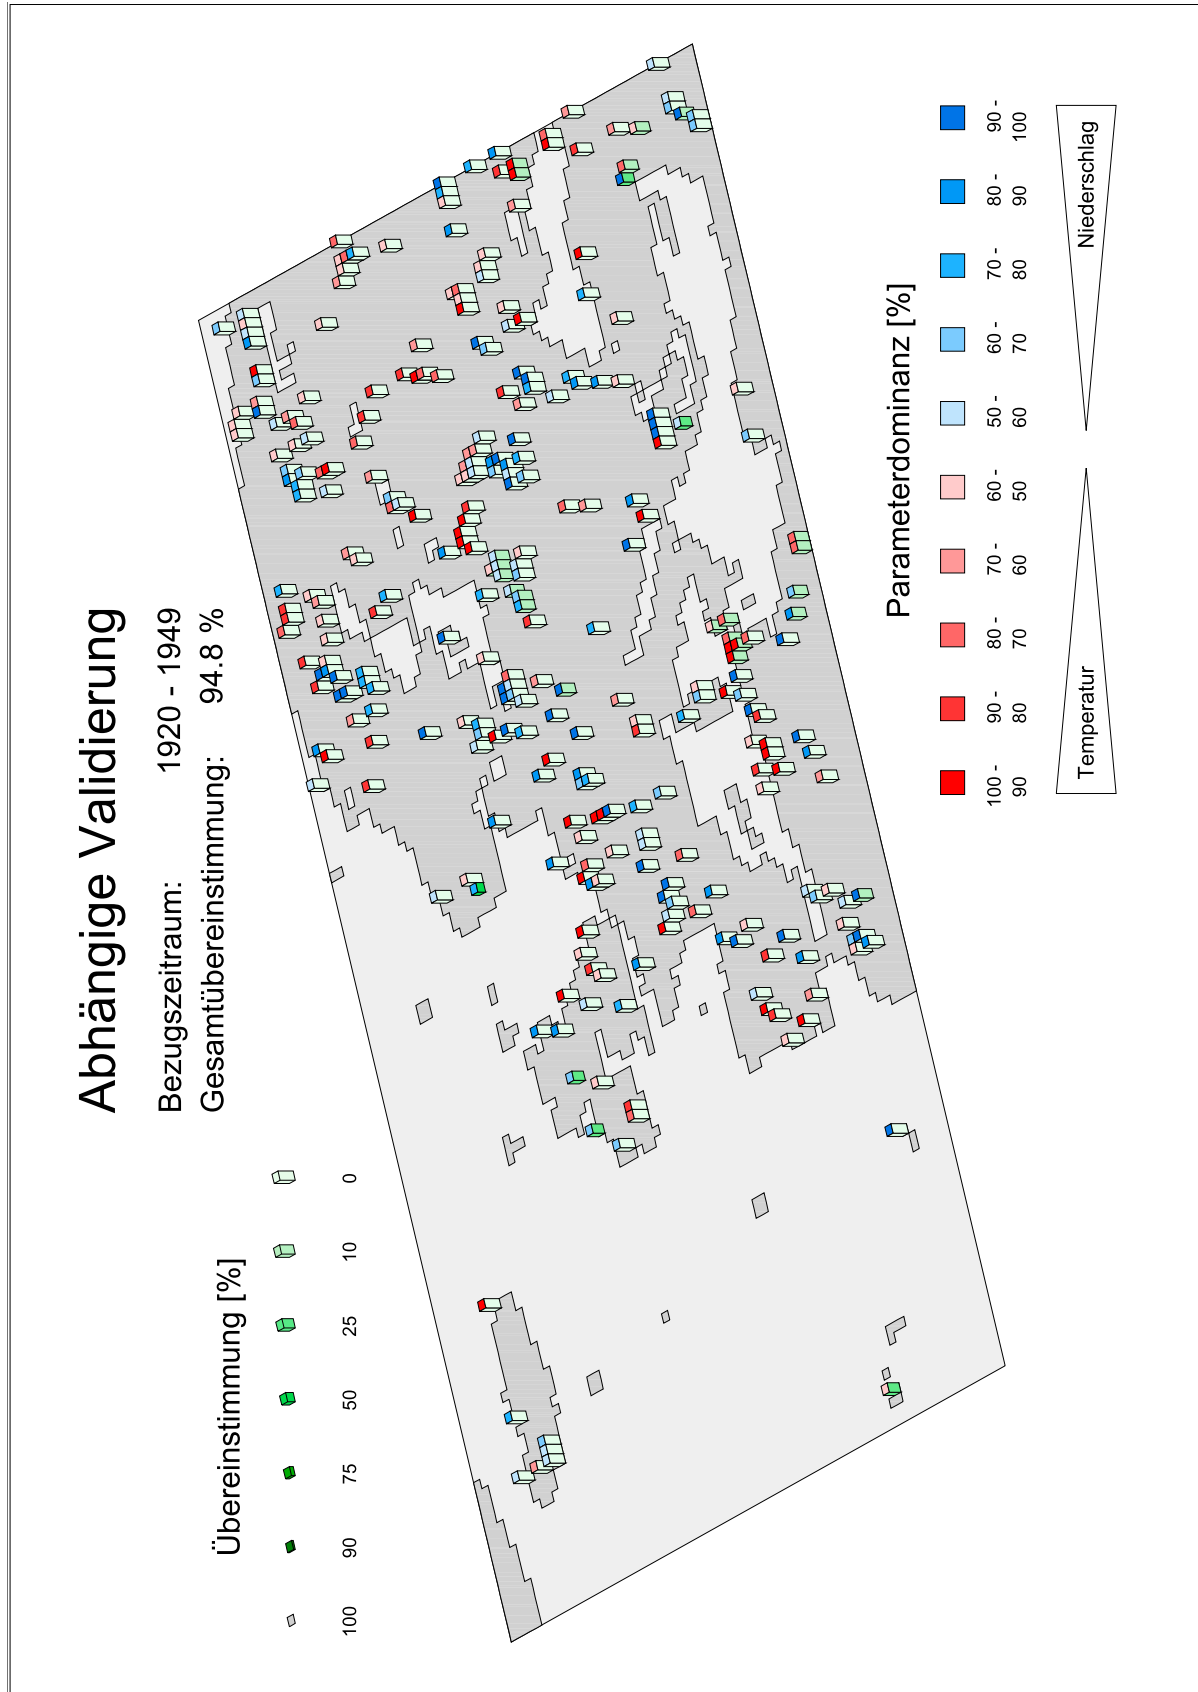 Abhängige Validierung
Bezugszeitraum: 1920 - 1949
Gesamtübereinstimmung: 94.8 %
Übereinstimmung [%]
100 90 75 50 25 10 0
Parameterdominanz [%]
100 - 90 - 80 - 70 - 60 - 50 - 60 - 70 - 80 - 90 -
90 80 70 60 50 60 70 80 90 100
Temperatur Niederschlag